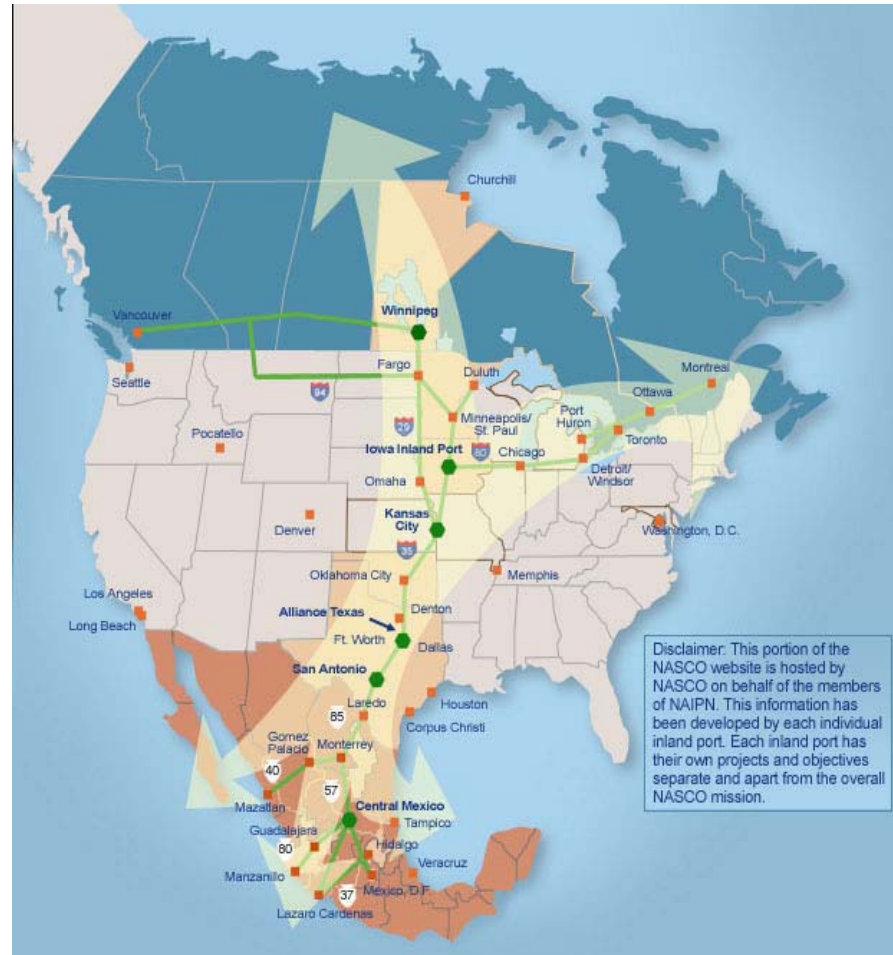 Churchill
Vancouver
Winnipeg
Seattle
Fargo
Duluth
Montreal
94
Ottawa
Port
Huron
29
Minneapolis/
St. Paul
Toronto
Pocatello
80
Iowa Inland Port
Chicago
Detroit/
Windsor
Omaha
Denver
Kansas
City
Washington, D.C.
35
Oklahoma City
Memphis
Los Angeles
Long Beach
Alliance Texas
Denton
Ft. Worth
Dallas
San Antonio
Laredo
Houston
Corpus Christi
85
Gomez
Palacio
Monterrey
40
57
Mazatlan
Central Mexico
Tampico
Guadalajara
80
Hidalgo
Veracruz
Manzanillo
Mexico, D.F.
37
Lazaro Cardenas
Disclaimer: This portion of the
NASCO website is hosted by
NASCO on behalf of the members
of NAIPN. This information has
been developed by each individual
inland port. Each inland port has
their own projects and objectives
separate and apart from the overall
NASCO mission.